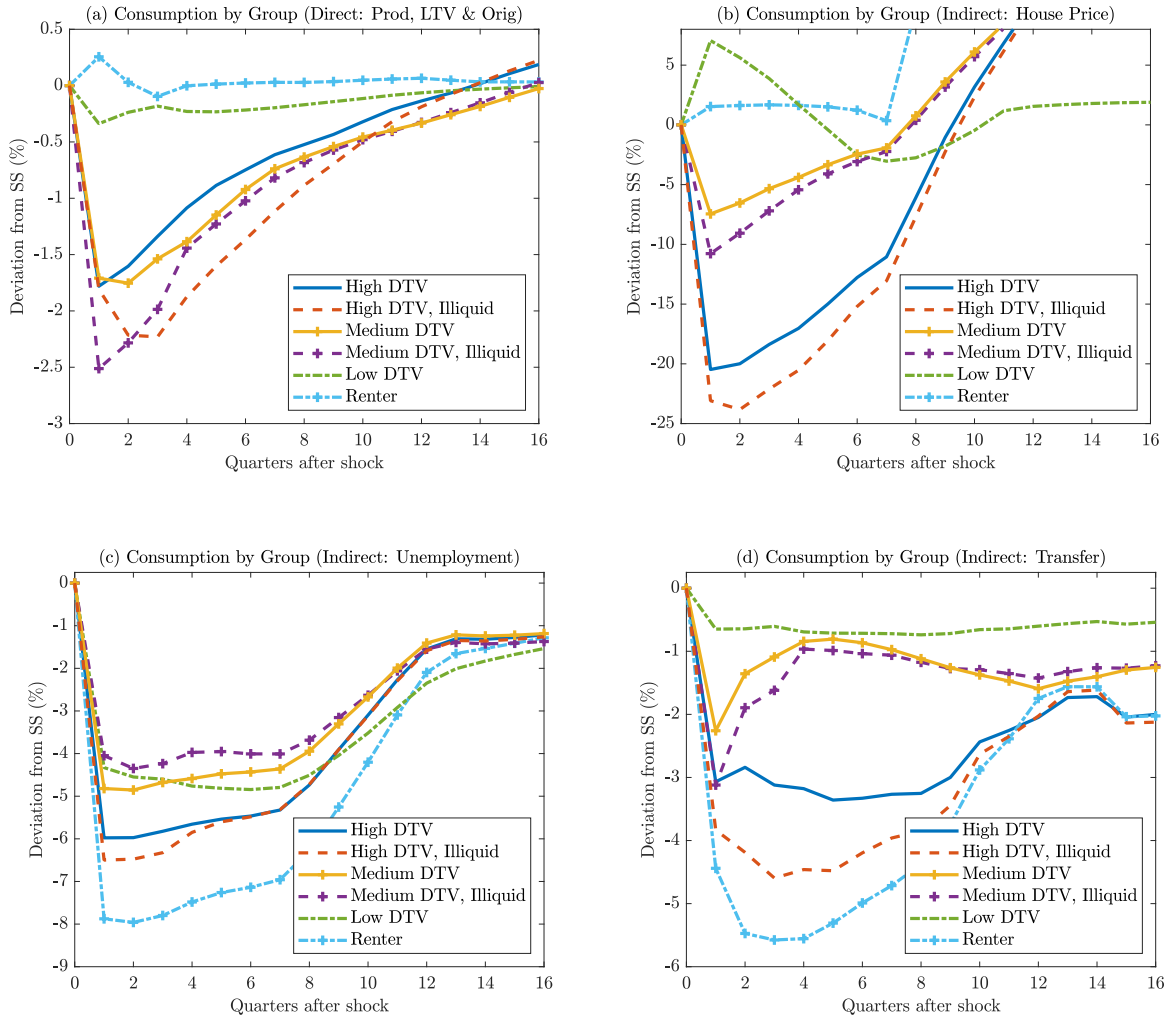 (a) Consumption by Group (Direct: Prod, LTV & Orig)
0.5
0
-0.5
-1
-1.5
-2
-2.5
-3
Deviation from SS (%)
High DTV
High DTV, Illiquid
Medium DTV
Medium DTV, Illiquid
Low DTV
Renter
0 2 4 6 8 10 12 14 16
Quarters after shock
(b) Consumption by Group (Indirect: House Price)
5
0
-5
-10
-15
-20
-25
Deviation from SS (%)
High DTV
High DTV, Illiquid
Medium DTV
Medium DTV, Illiquid
Low DTV
Renter
0 2 4 6 8 10 12 14 16
Quarters after shock
(c) Consumption by Group (Indirect: Unemployment)
0
-1
-2
-3
-4
-5
-6
-7
-8
-9
Deviation from SS (%)
High DTV
High DTV, Illiquid
Medium DTV
Medium DTV, Illiquid
Low DTV
Renter
0 2 4 6 8 10 12 14 16
Quarters after shock
(d) Consumption by Group (Indirect: Transfer)
0
-1
-2
-3
-4
-5
-6
Deviation from SS (%)
High DTV
High DTV, Illiquid
Medium DTV
Medium DTV, Illiquid
Low DTV
Renter
0 2 4 6 8 10 12 14 16
Quarters after shock